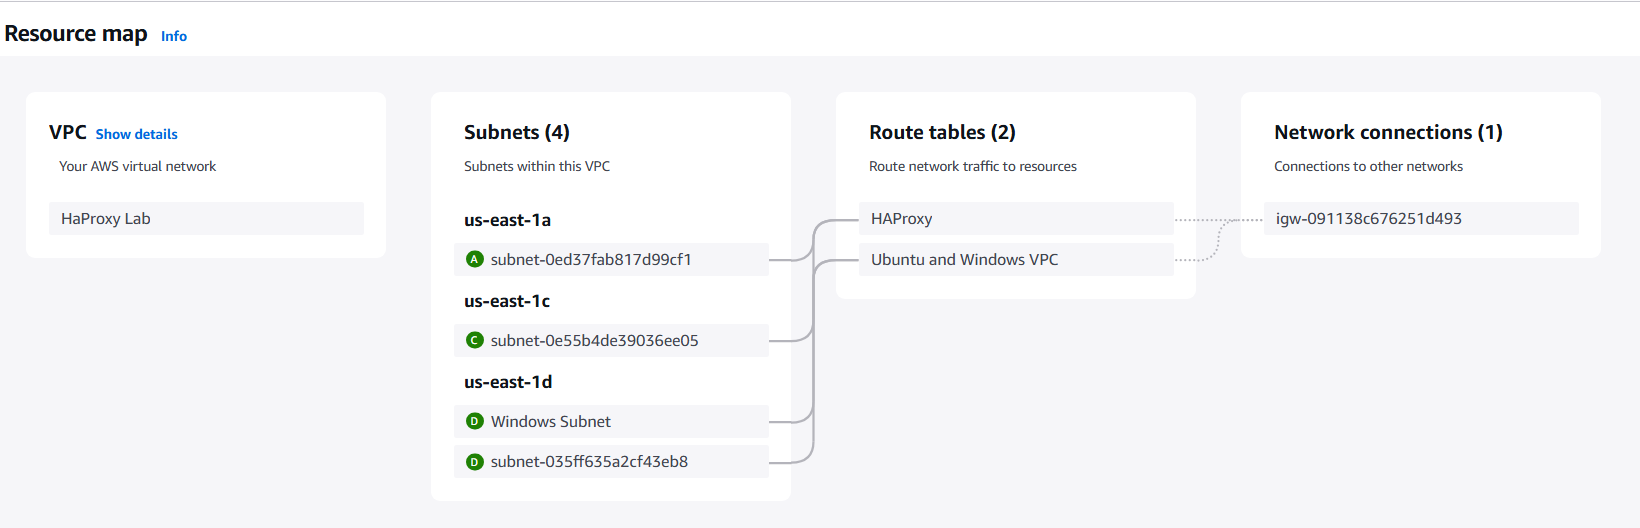 Resource map Info
VPC Show details
Your AWS virtual network
HaProxy Lab
Subnets (4)
Subnets within this VPC
us-east-1a
A subnet-0ed37fab817d99cf1
us-east-1c
C subnet-0e55b4de39036ee05
us-east-1d
D Windows Subnet
D subnet-035ff635a2cf43eb8
Route tables (2)
Route network traffic to resources
HAProxy
Ubuntu and Windows VPC
Network connections (1)
Connections to other networks
igw-091138c676251d493